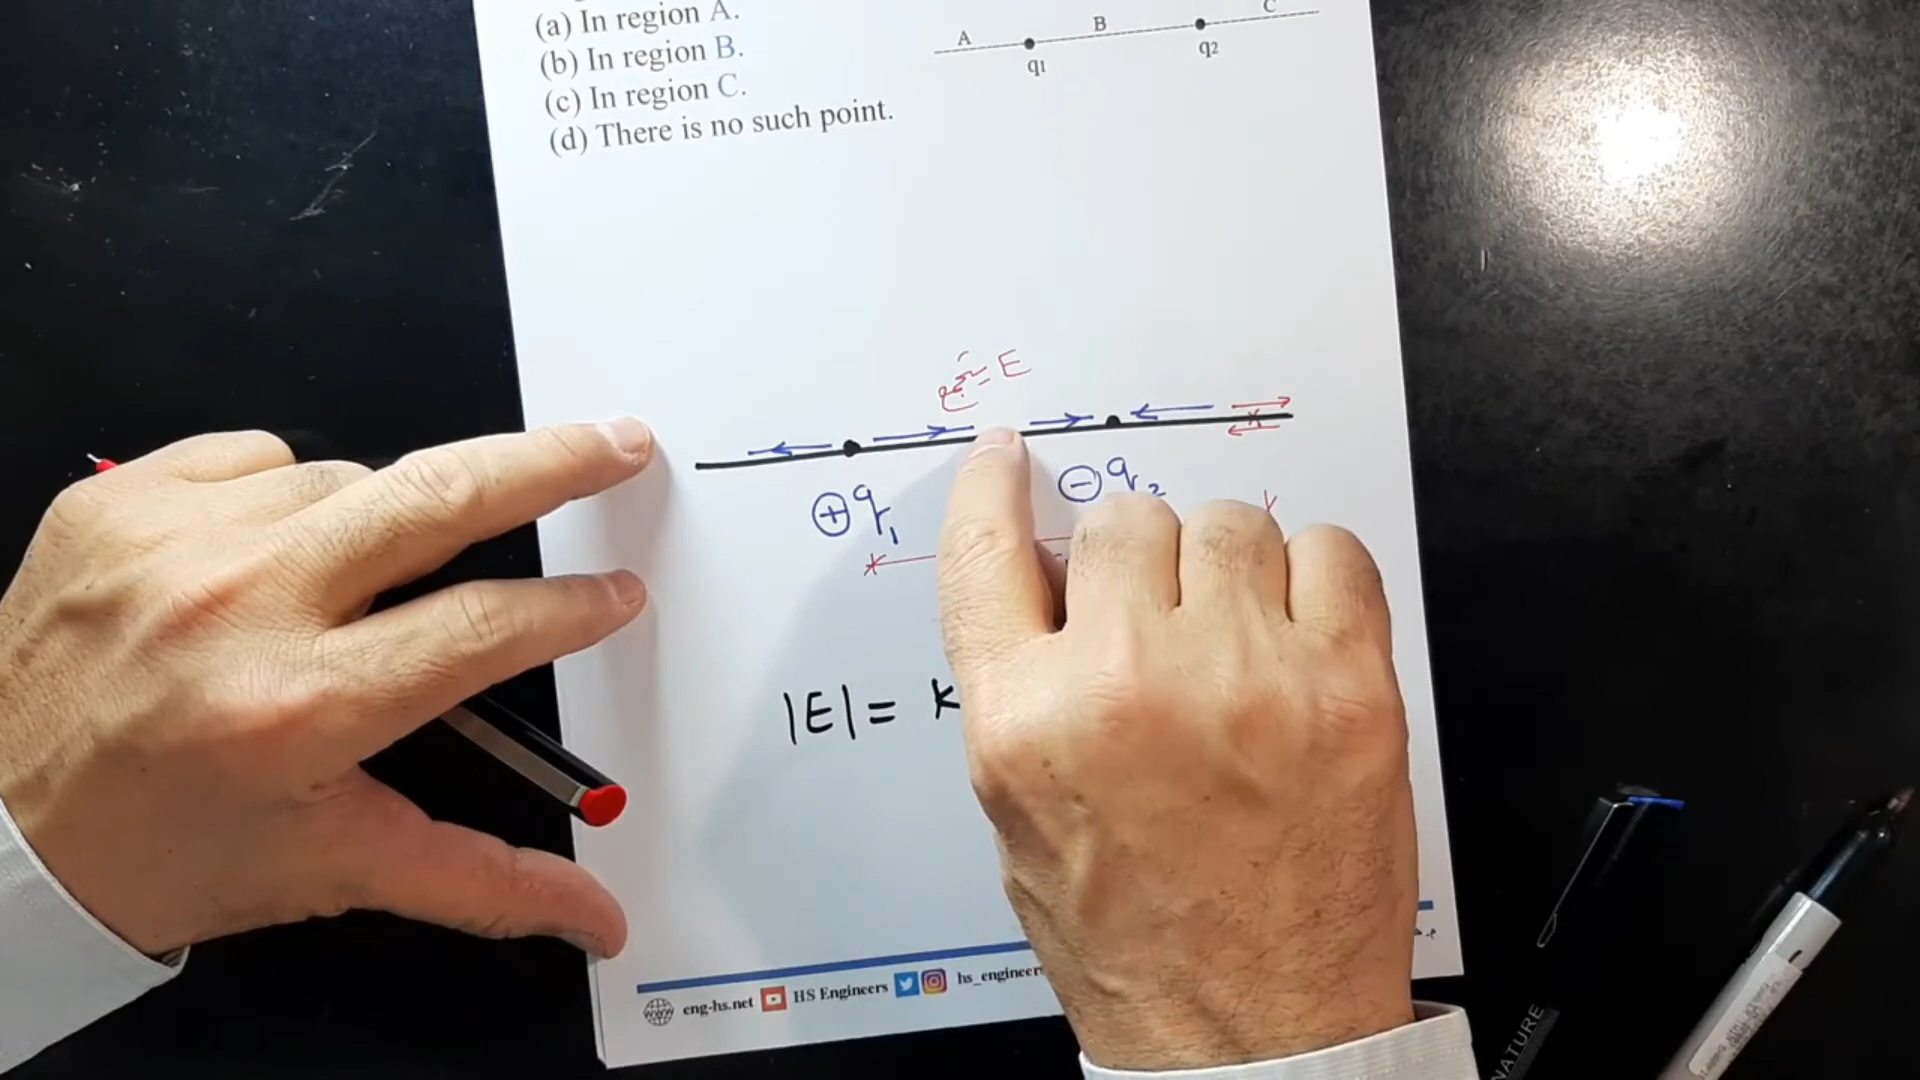 (a) In region A.
(b) In region B.
(c) In region C.
(d) There is no such point.
A B C
q1 q2
E
+ q1 - q2
|E| = K
eng-hs.net HS Engineers
NATURE